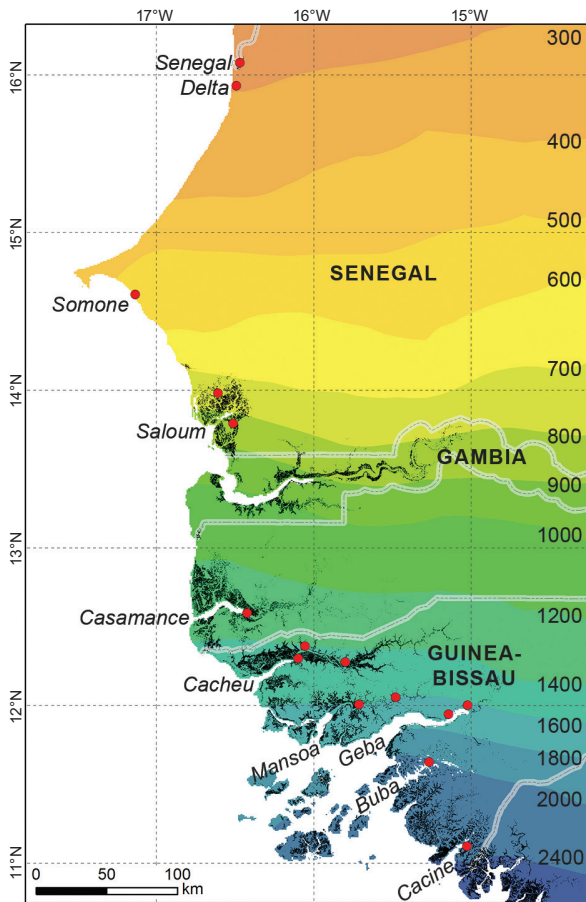 17°W 16°W 15°W
300
Senegal
16°N
Delta
400
500
15°N
SENEGAL
600
Somone
700
14°N
Saloum
800
GAMBIA
900
1000
13°N
Casamance
1200
GUINEA-
BISSAU
Cacheu
1400
12°N
1600
Mansoa
Geba
1800
Buba
2000
2400
11°N
Cacine
0 50 100
km